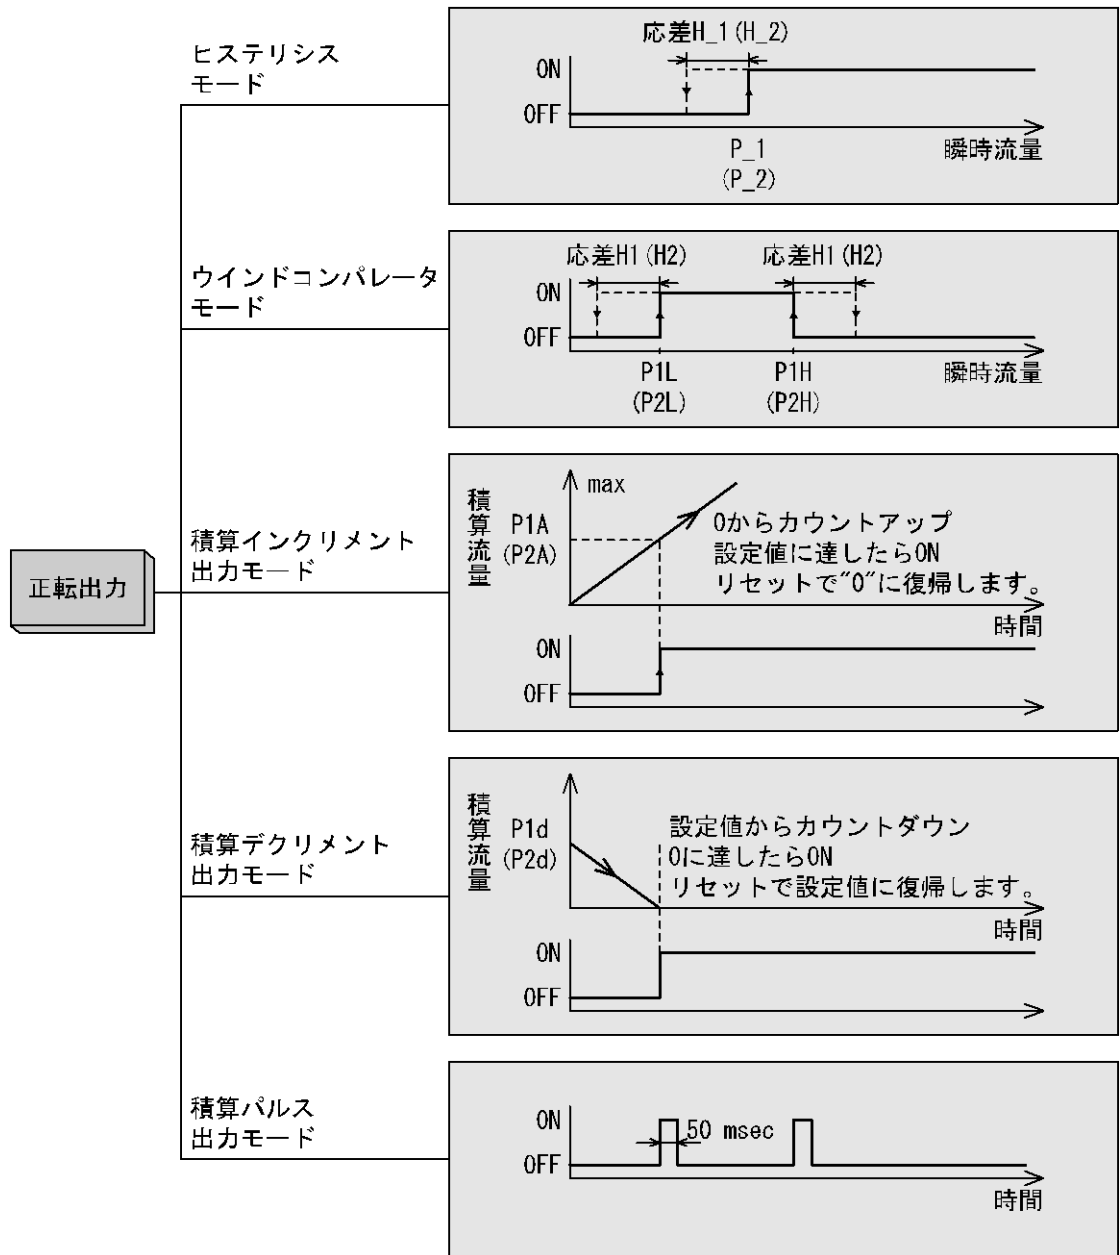 正転出力
ヒステリシス
モード
応差H_1(H_2)
ON
OFF
P_1
(P_2)
瞬時流量
ウインドコンパレータ
モード
応差H1(H2)
応差H1(H2)
ON
OFF
P1L
(P2L)
P1H
(P2H)
瞬時流量
積算インクリメント
出力モード
積算流量
max
P1A
(P2A)
0からカウントアップ
設定値に達したらON
リセットで"0"に復帰します。
時間
ON
OFF
積算デクリメント
出力モード
積算流量
P1d
(P2d)
設定値からカウントダウン
0に達したらON
リセットで設定値に復帰します。
時間
ON
OFF
積算パルス
出力モード
ON
OFF
50 msec
時間